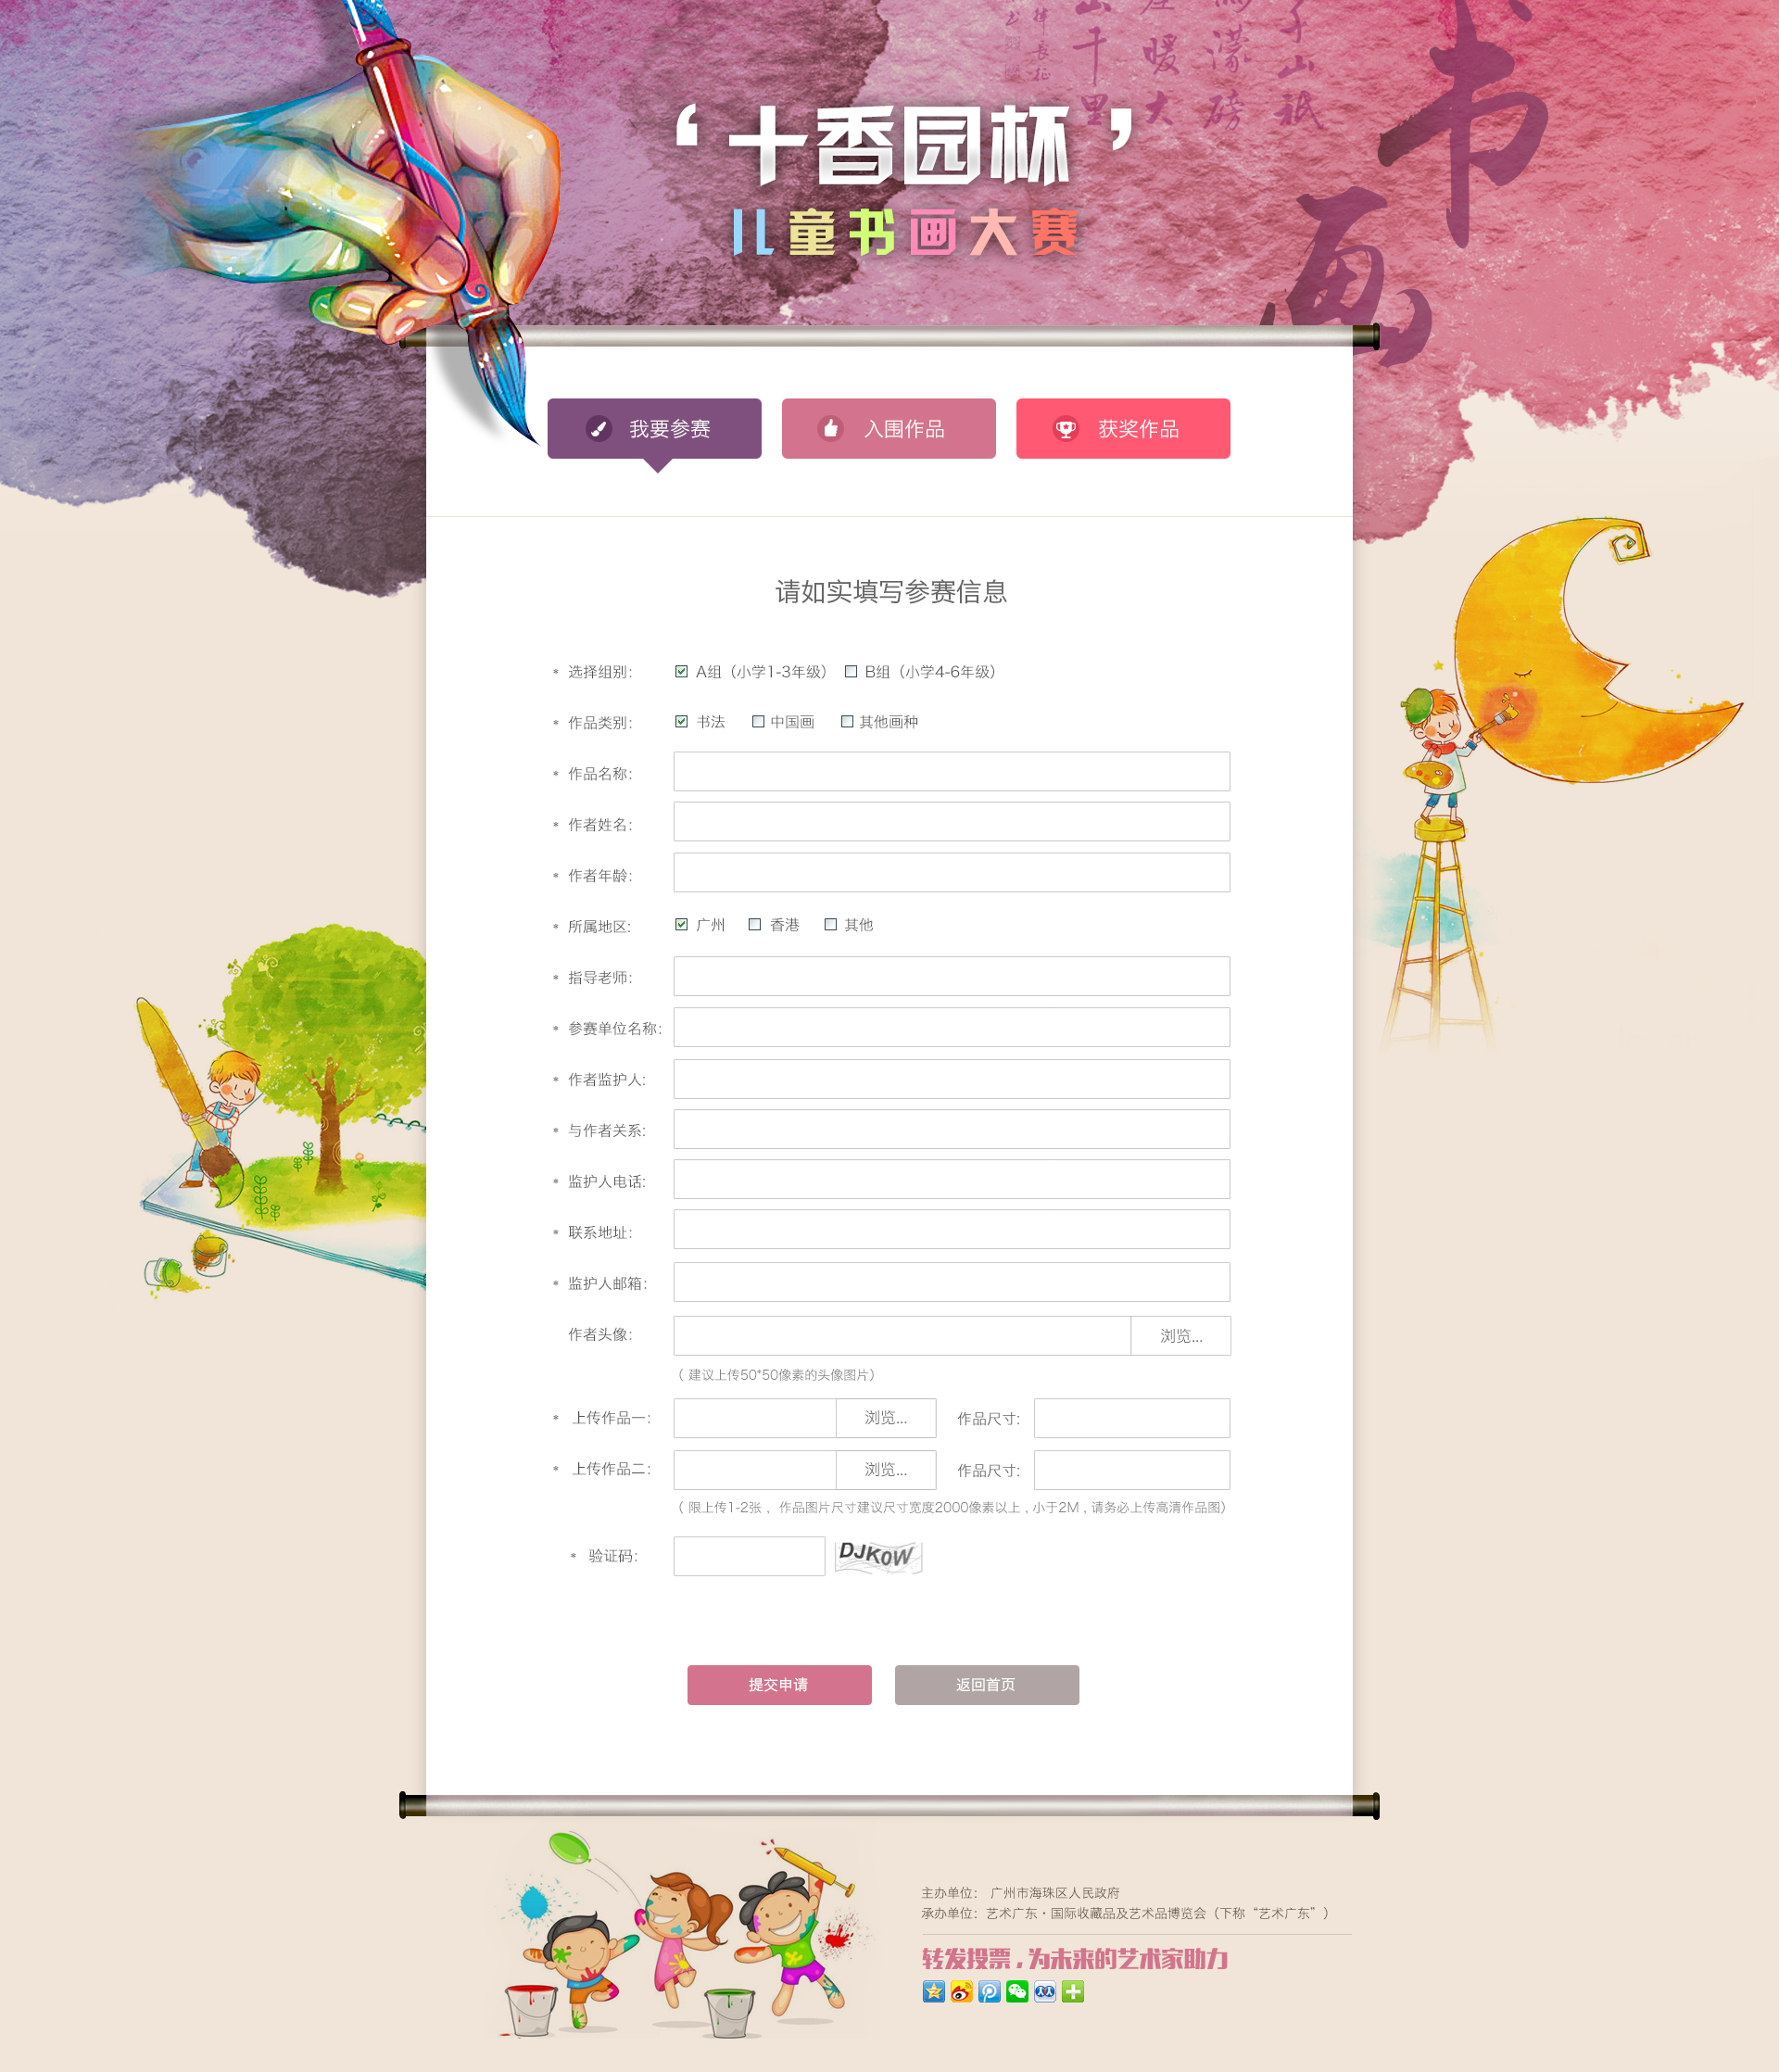 ‘十香园杯’
儿童书画大赛
书画
我要参赛 入围作品 获奖作品
请如实填写参赛信息
* 选择组别： A组（小学1-3年级） B组（小学4-6年级）
* 作品类别： 书法 中国画 其他画种
* 作品名称：
* 作者姓名：
* 作者年龄：
* 所属地区： 广州 香港 其他
* 指导老师：
* 参赛单位名称：
* 作者监护人：
* 与作者关系：
* 监护人电话：
* 联系地址：
* 监护人邮箱：
作者头像： 浏览...
（ 建议上传50*50像素的头像图片）
* 上传作品一： 浏览... 作品尺寸：
* 上传作品二： 浏览... 作品尺寸：
（ 限上传1-2张， 作品图片尺寸建议尺寸宽度2000像素以上，小于2M，请务必上传高清作品图）
* 验证码： DJKOW
提交申请 返回首页
主办单位： 广州市海珠区人民政府
承办单位：艺术广东·国际收藏品及艺术品博览会（下称“艺术广东”）
转发投票，为未来的艺术家助力